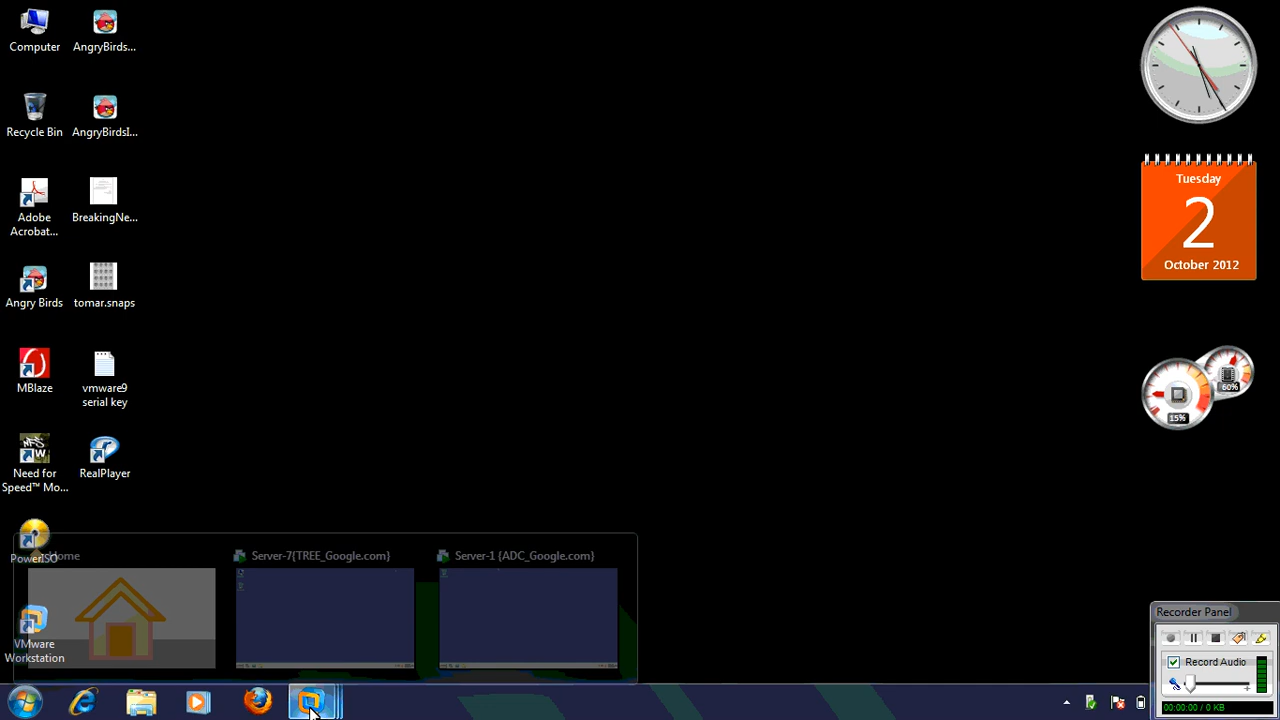 Computer
AngryBirds...
Recycle Bin
AngryBirdsI...
Adobe
Acrobat...
BreakingNe...
Angry Birds
tomar.snaps
MBlaze
vmware9
serial key
Need for
Speed™ Mo...
RealPlayer
PowerISO
VMware
Workstation
Home
Server-7{TREE_Google.com}
Server-1 {ADC_Google.com}
Tuesday
2
October 2012
60%
15%
Recorder Panel
Record Audio
00:00:00 / 0 KB